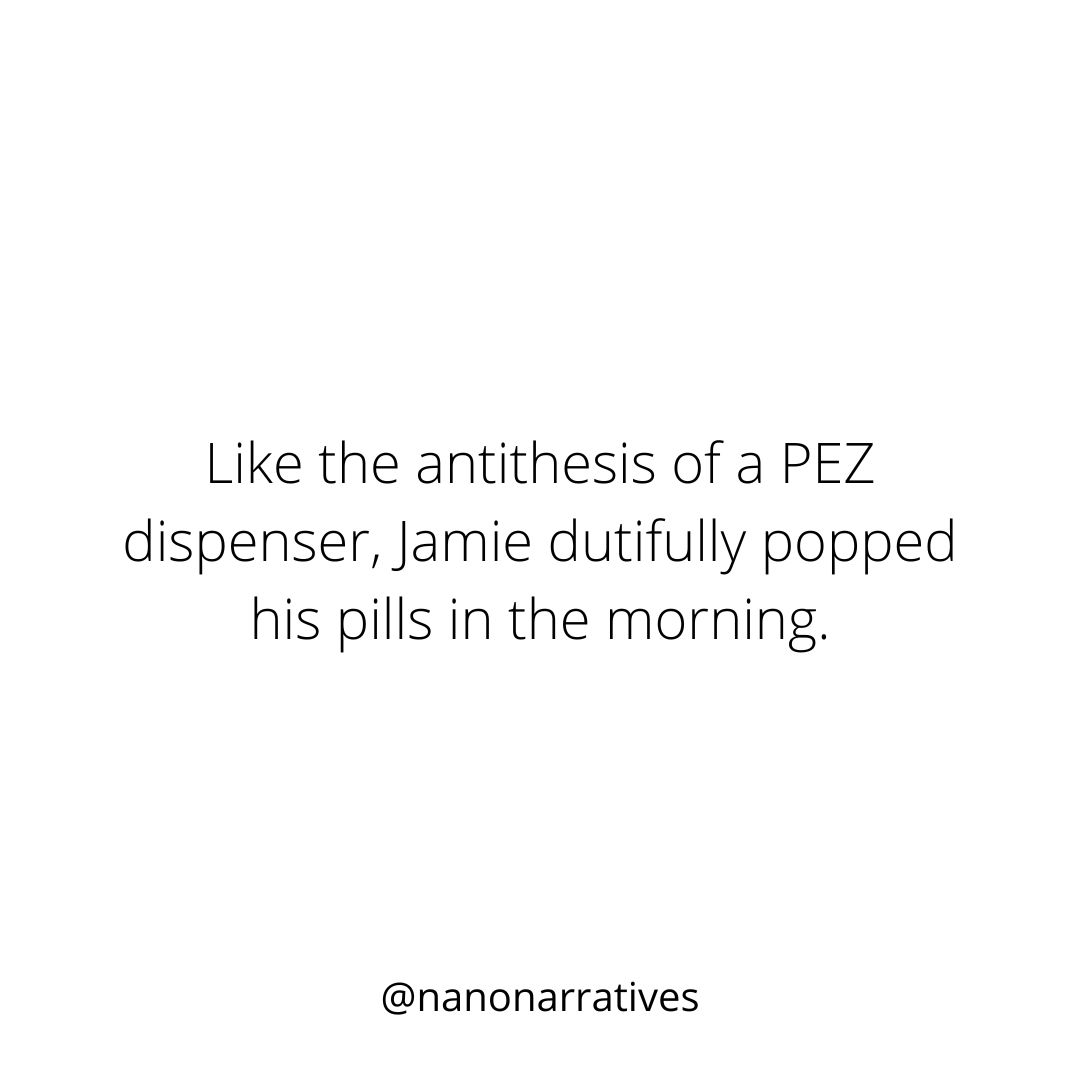 Like the antithesis of a PEZ
dispenser, Jamie dutifully popped
his pills in the morning.
@nanonarratives